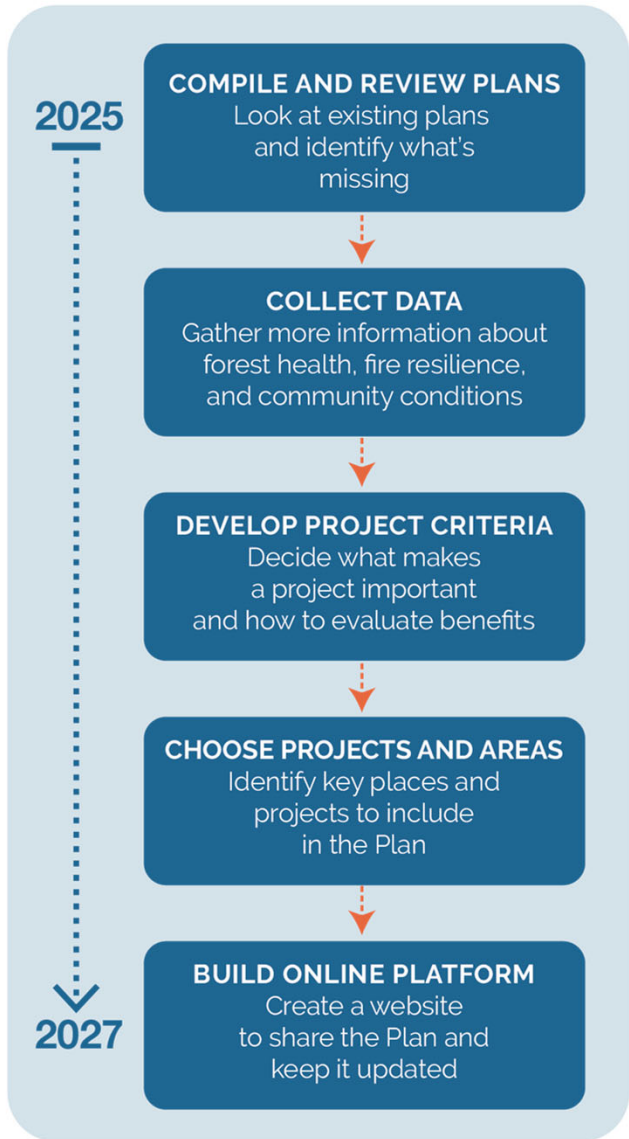 2025
COMPILE AND REVIEW PLANS
Look at existing plans
and identify what's
missing
COLLECT DATA
Gather more information about
forest health, fire resilience,
and community conditions
DEVELOP PROJECT CRITERIA
Decide what makes
a project important
and how to evaluate benefits
CHOOSE PROJECTS AND AREAS
Identify key places and
projects to include
in the Plan
BUILD ONLINE PLATFORM
Create a website
to share the Plan and
keep it updated
2027